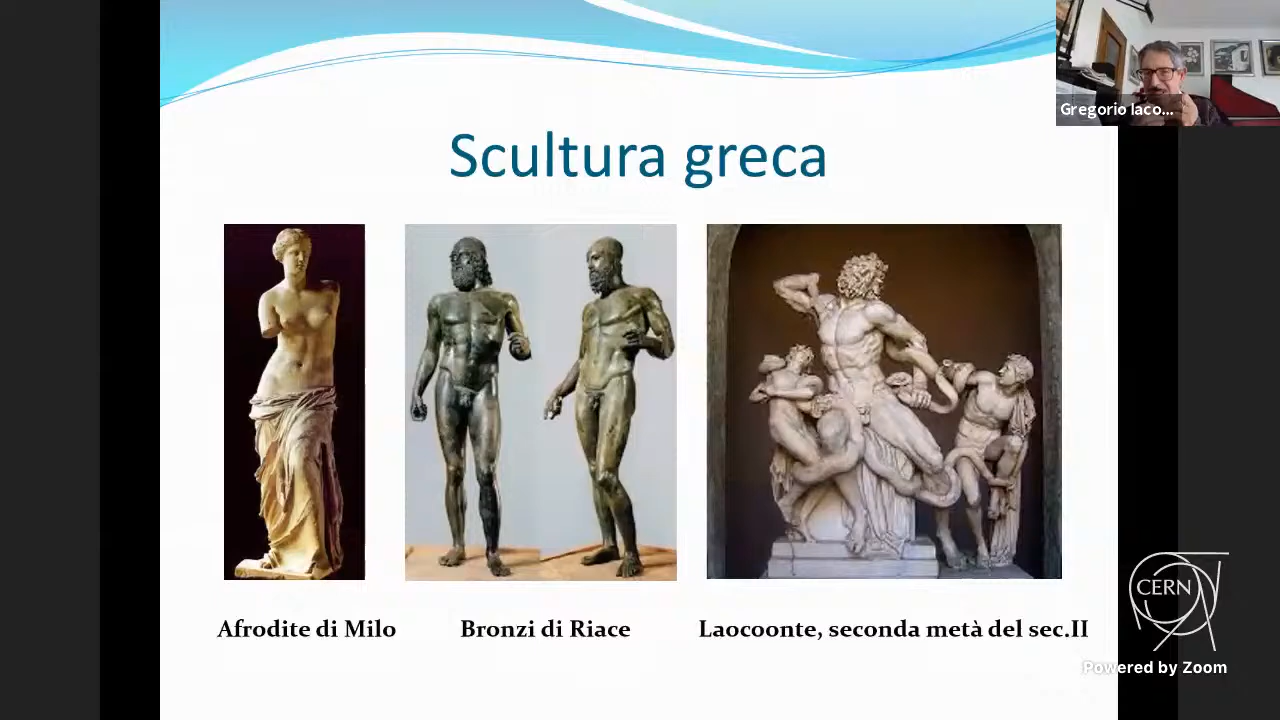 Gregorio Iaco...
Scultura greca
Afrodite di Milo
Bronzi di Riace
Laocoonte, seconda metà del sec.II
CERN
Powered by Zoom